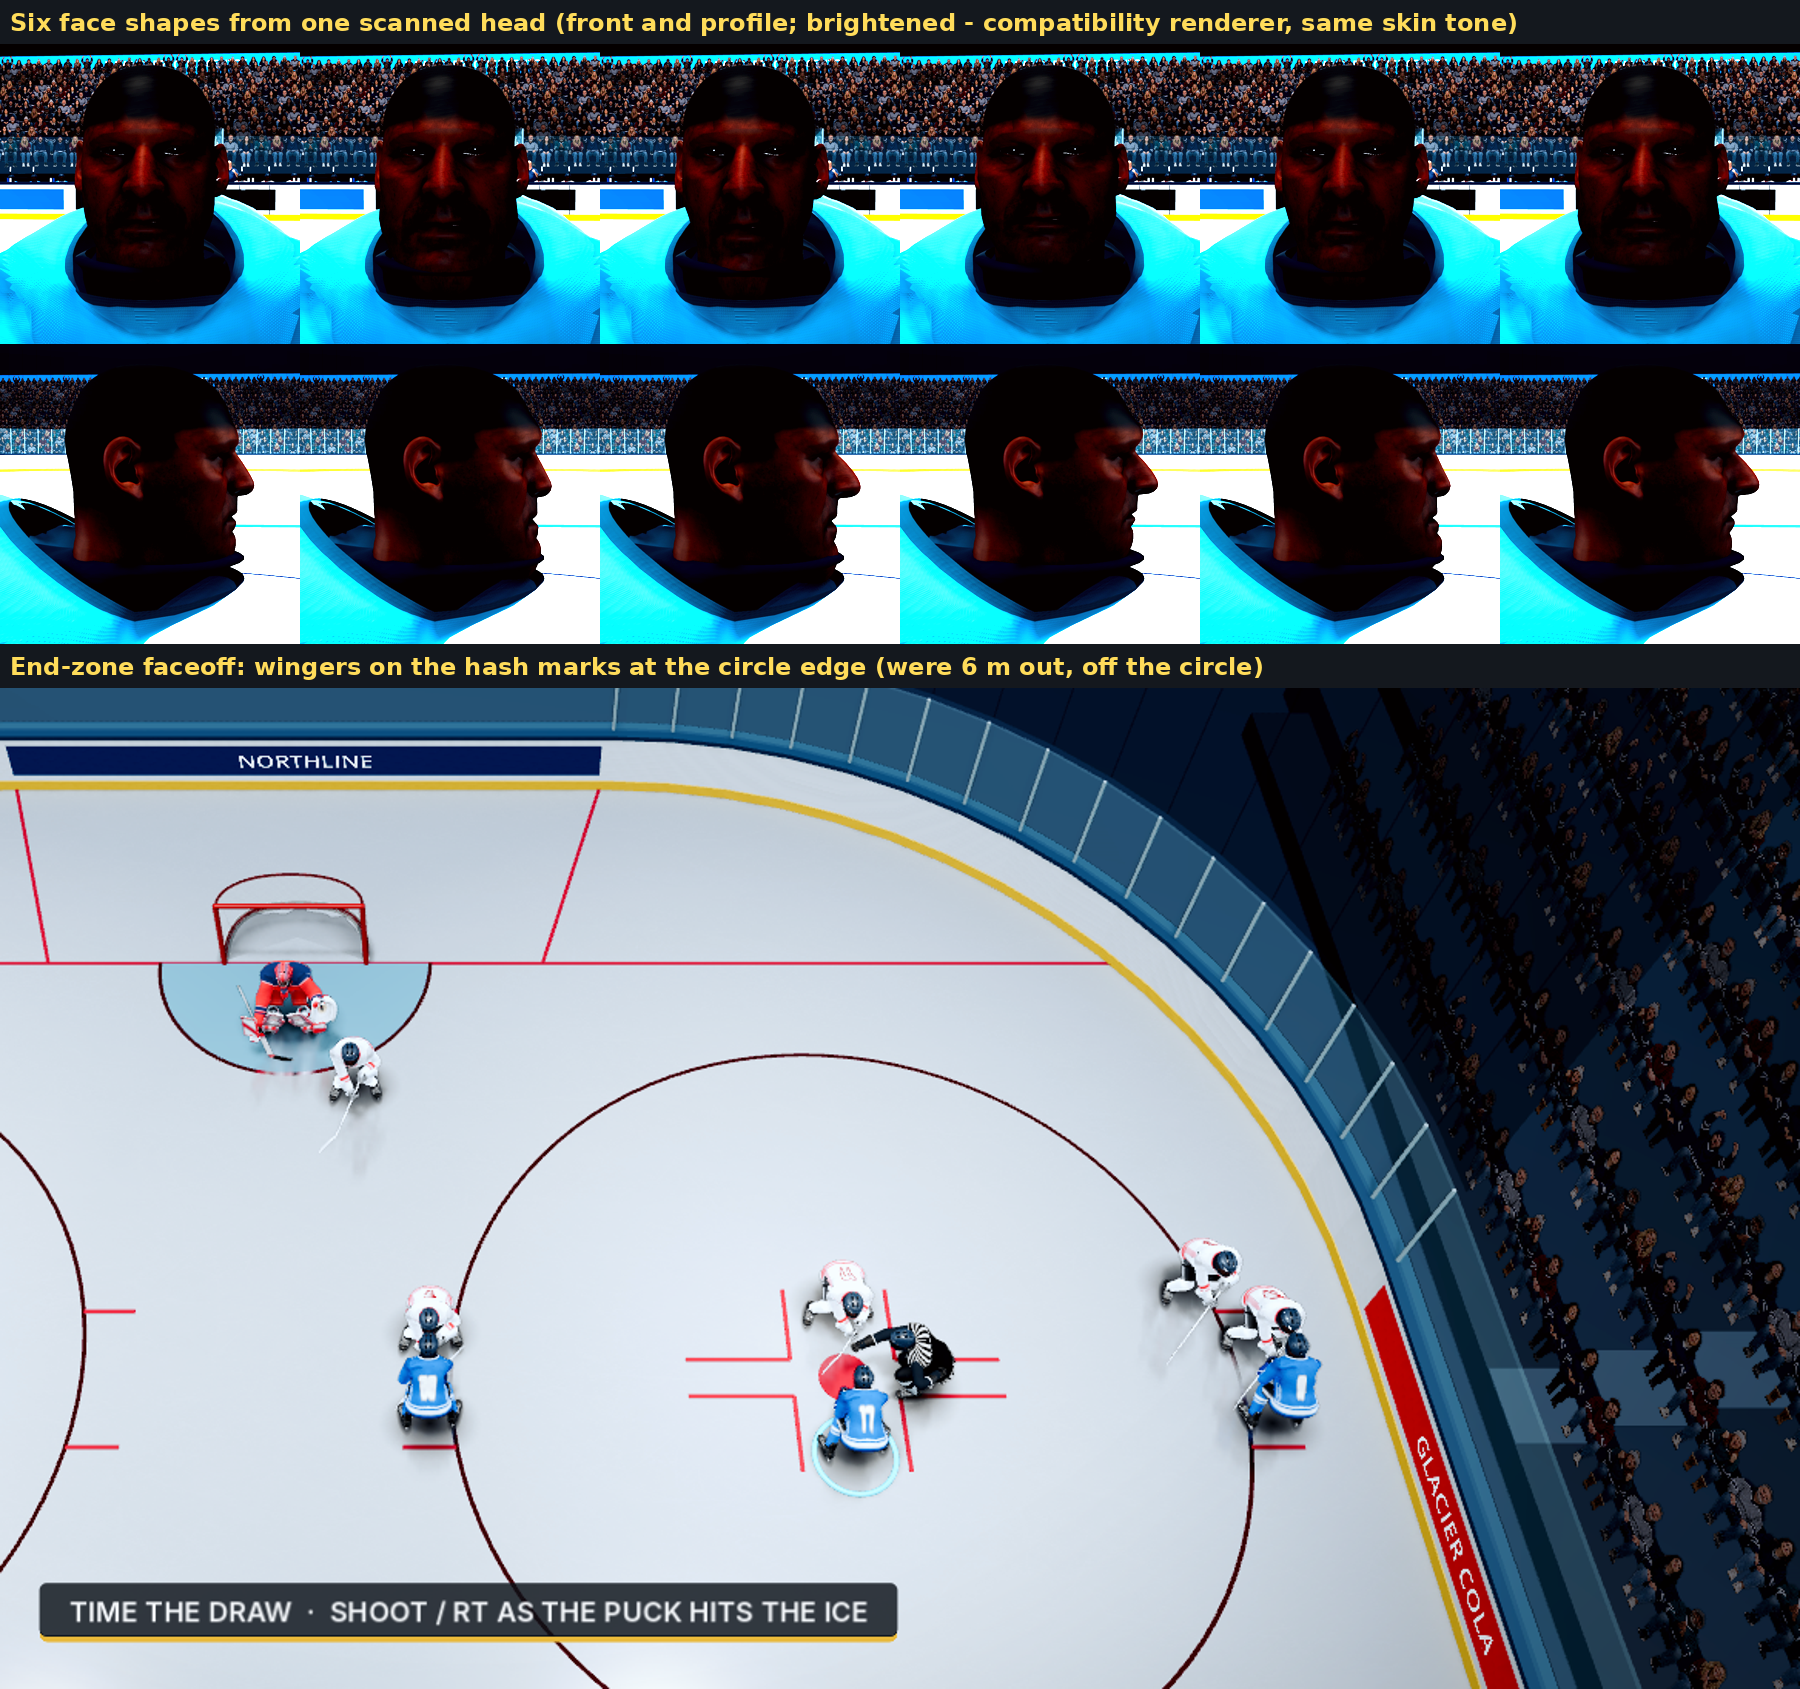 Six face shapes from one scanned head (front and profile; brightened - compatibility renderer, same skin tone)
End-zone faceoff: wingers on the hash marks at the circle edge (were 6 m out, off the circle)
NORTHLINE
GLACIER COLA
TIME THE DRAW · SHOOT / RT AS THE PUCK HITS THE ICE